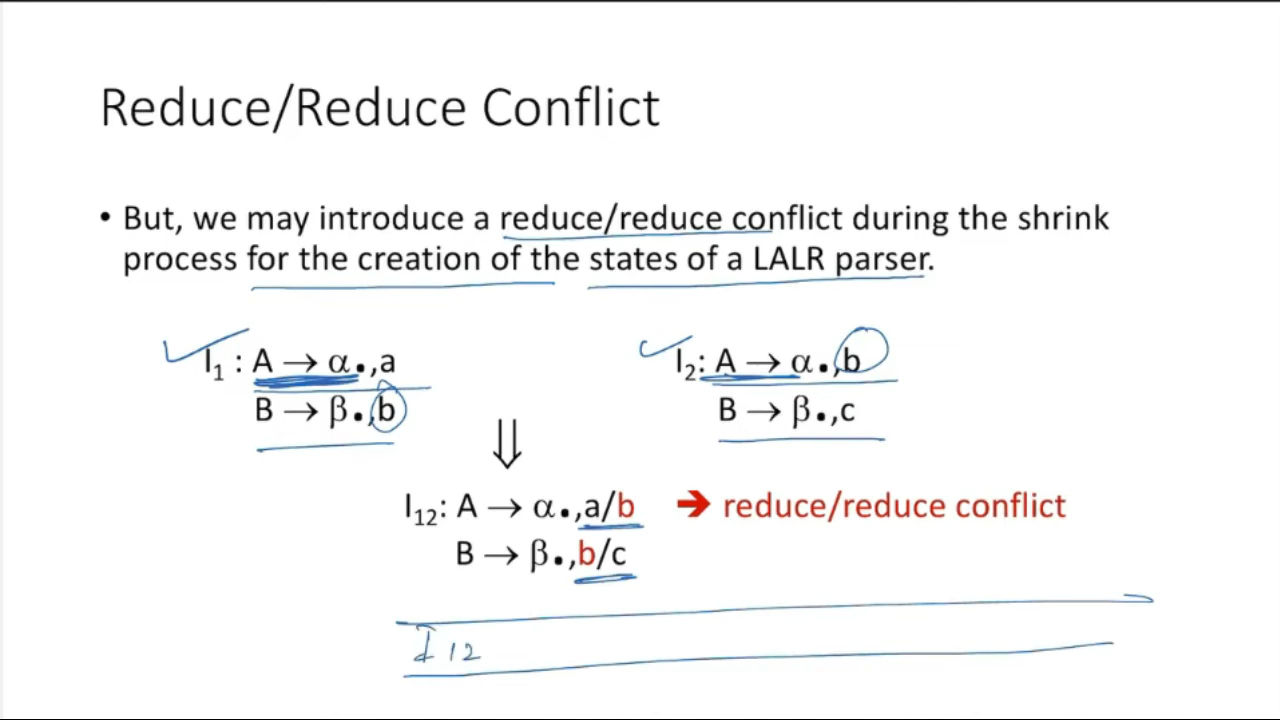 Reduce/Reduce Conflict
• But, we may introduce a reduce/reduce conflict during the shrink
process for the creation of the states of a LALR parser.
I₁ : A → α•,a I₂: A → α•,b
B → β•,b B → β•,c
⇓
I₁₂: A → α•,a/b ➔ reduce/reduce conflict
B → β•,b/c
I 12